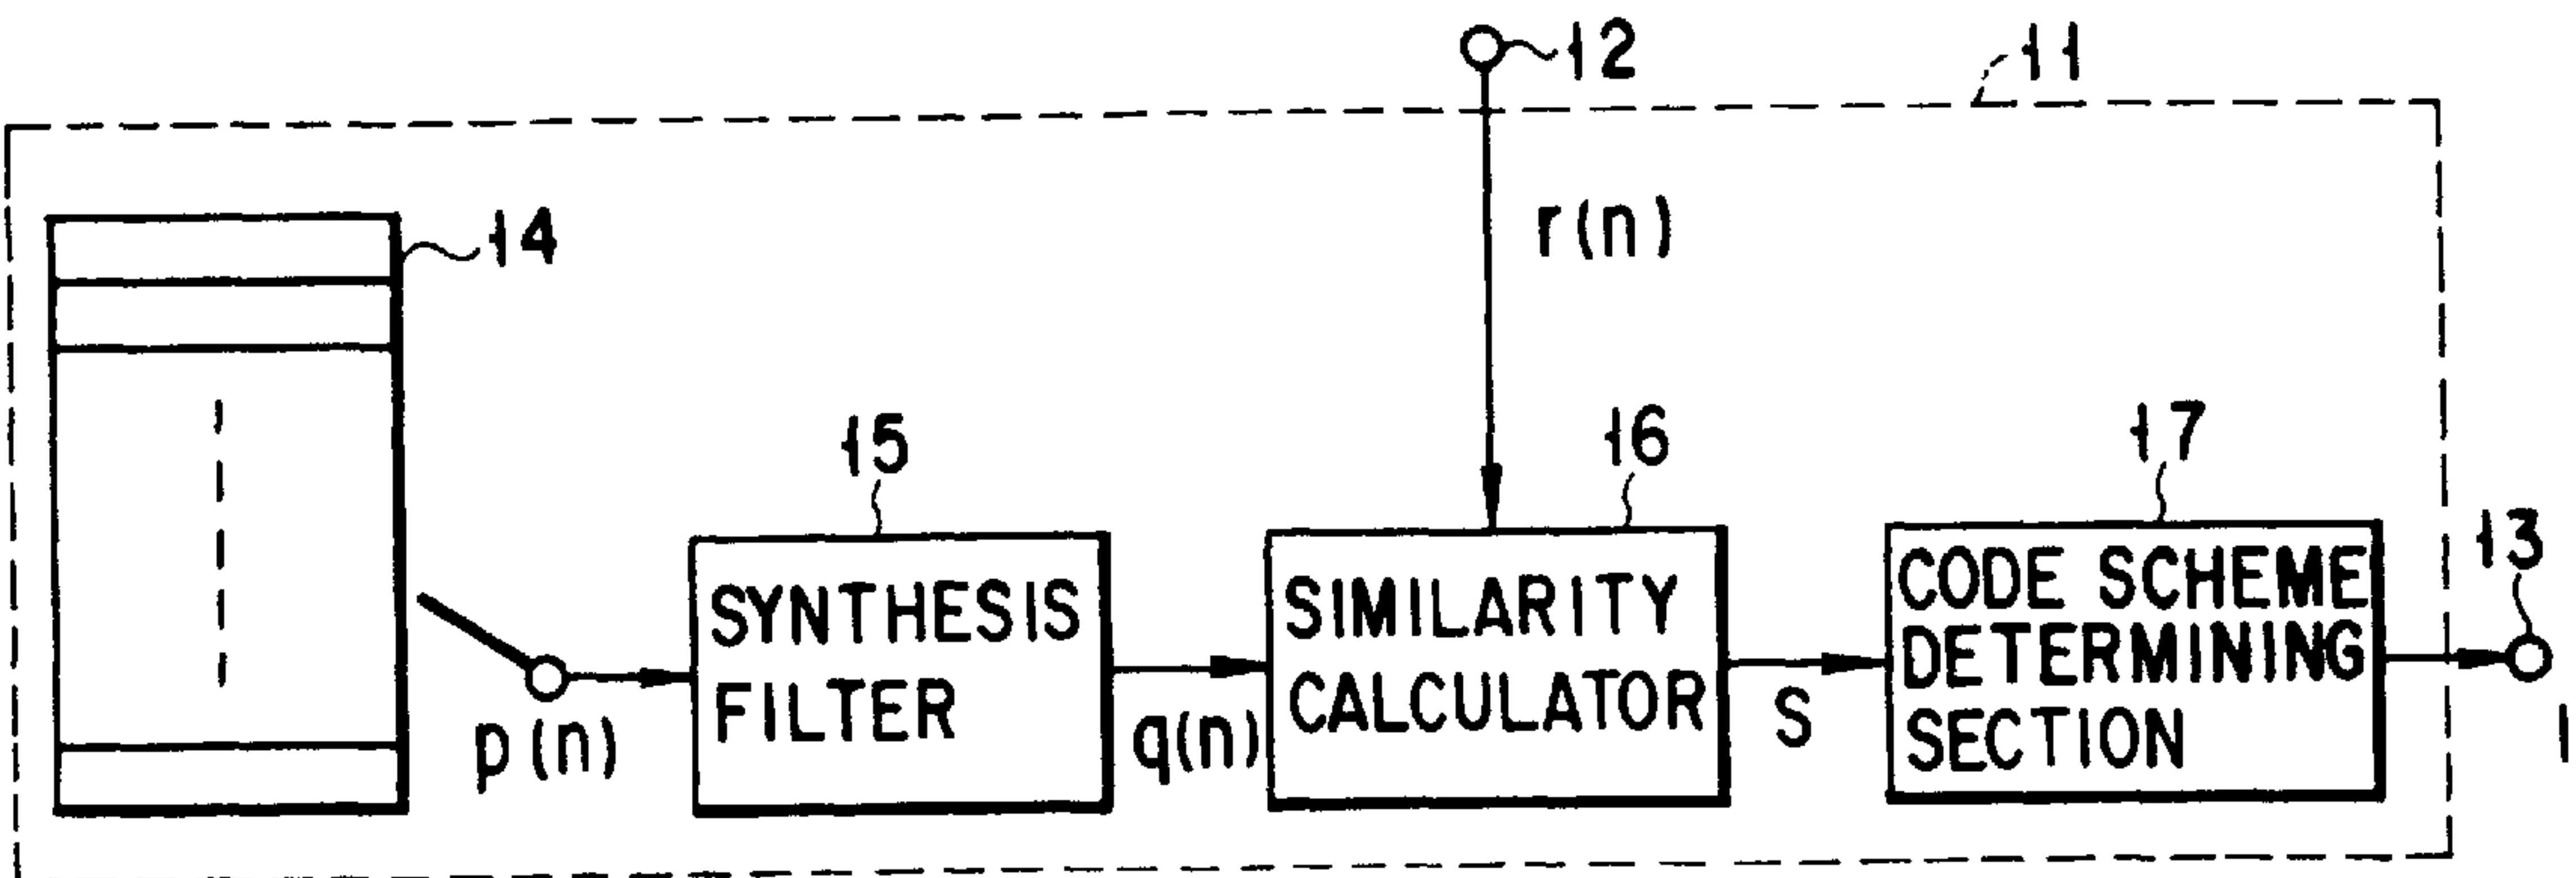 12
11
r(n)
14
15
16
17
13
SYNTHESIS
FILTER
SIMILARITY
CALCULATOR
CODE SCHEME
DETERMINING
SECTION
p(n)
q(n)
S
I